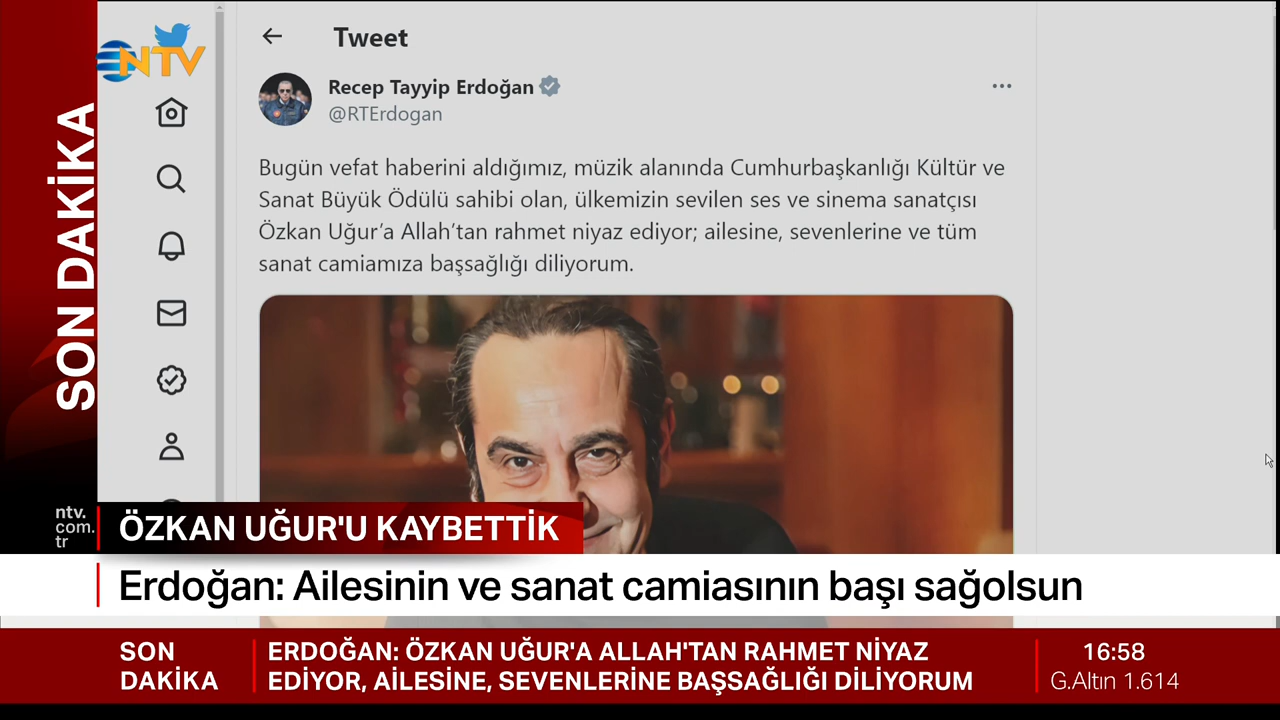 NTV
SON DAKİKA
Tweet
Recep Tayyip Erdoğan
@RTErdogan
Bugün vefat haberini aldığımız, müzik alanında Cumhurbaşkanlığı Kültür ve
Sanat Büyük Ödülü sahibi olan, ülkemizin sevilen ses ve sinema sanatçısı
Özkan Uğur’a Allah’tan rahmet niyaz ediyor; ailesine, sevenlerine ve tüm
sanat camiamıza başsağlığı diliyorum.
ntv.
com.
tr
ÖZKAN UĞUR'U KAYBETTİK
Erdoğan: Ailesinin ve sanat camiasının başı sağolsun
SON
DAKİKA
ERDOĞAN: ÖZKAN UĞUR'A ALLAH'TAN RAHMET NİYAZ
EDİYOR, AİLESİNE, SEVENLERİNE BAŞSAĞLIĞI DİLİYORUM
16:58
G.Altın 1.614